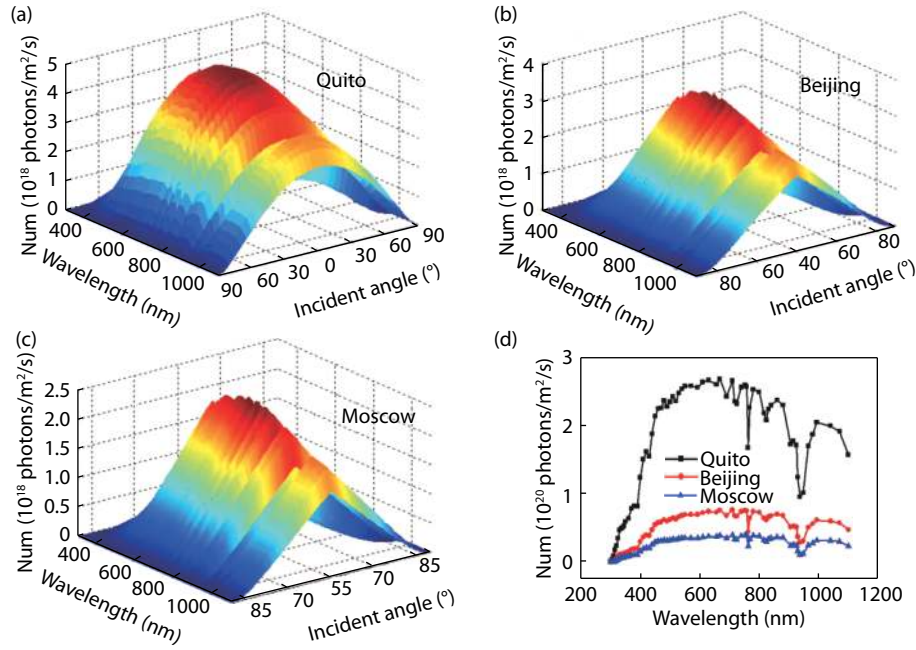 (a)
Num (10¹⁸ photons/m²/s)
5
4
3
2
1
0
Quito
400
600
800
1000
Wavelength (nm)
90 60 30 0 30 60 90
Incident angle (°)
(b)
Num (10¹⁸ photons/m²/s)
4
3
2
1
0
Beijing
400
600
800
1000
Wavelength (nm)
80 60 40 60 80
Incident angle (°)
(c)
Num (10¹⁸ photons/m²/s)
2.5
2.0
1.5
1.0
0.5
0
Moscow
400
600
800
1000
Wavelength (nm)
85 70 55 70 85
Incident angle (°)
(d)
Num (10²⁰ photons/m²/s)
3
2
1
0
Quito
Beijing
Moscow
200 400 600 800 1000 1200
Wavelength (nm)